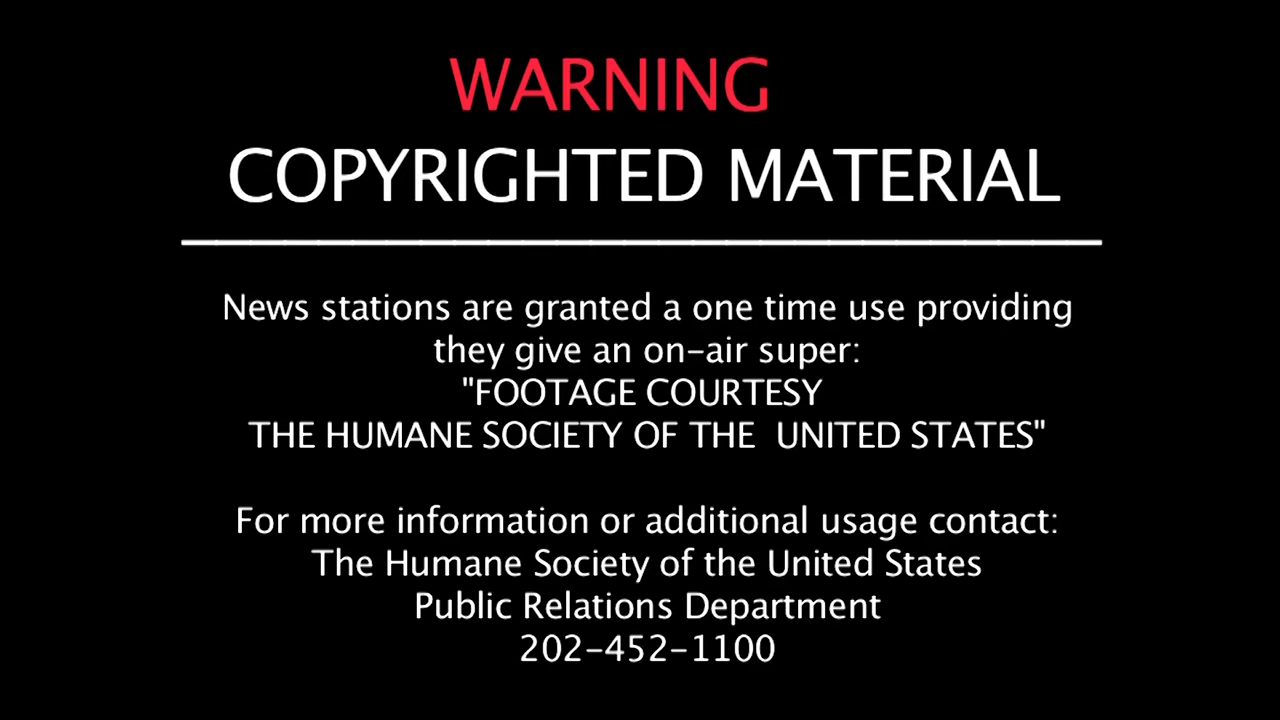 WARNING
COPYRIGHTED MATERIAL
News stations are granted a one time use providing
they give an on-air super:
"FOOTAGE COURTESY
THE HUMANE SOCIETY OF THE  UNITED STATES"
For more information or additional usage contact:
The Humane Society of the United States
Public Relations Department
202-452-1100